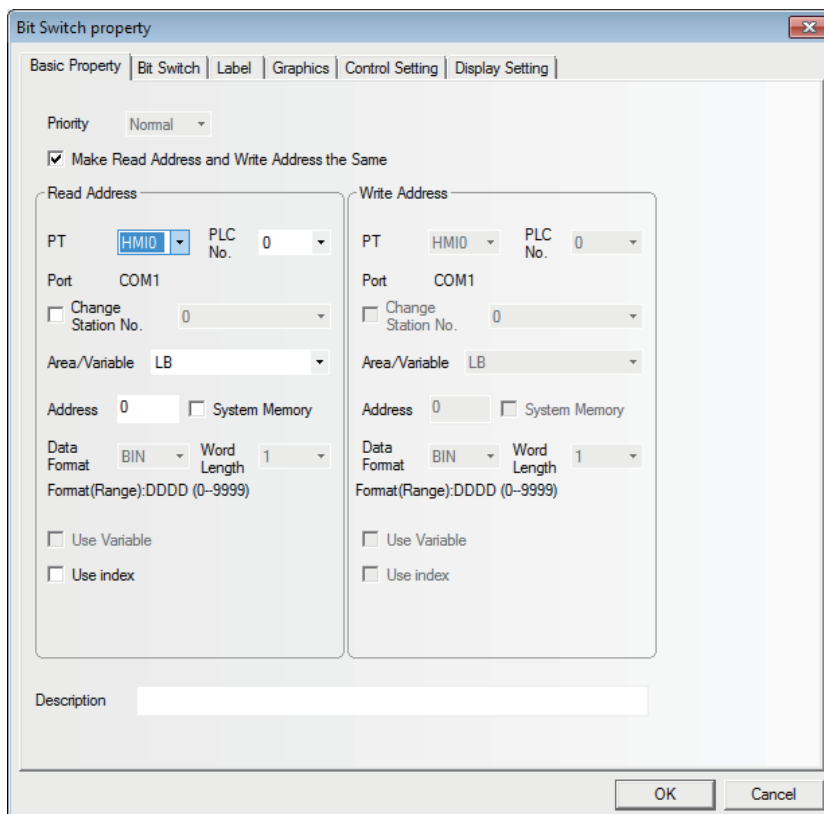 Bit Switch property
Basic Property Bit Switch Label Graphics Control Setting Display Setting
Priority Normal
Make Read Address and Write Address the Same
Read Address
PT HMI0 PLC No. 0
Port COM1
Change Station No. 0
Area/Variable LB
Address 0 System Memory
Data Format BIN Word Length 1
Format(Range):DDDD (0--9999)
Use Variable
Use index
Write Address
PT HMI0 PLC No. 0
Port COM1
Change Station No. 0
Area/Variable LB
Address 0 System Memory
Data Format BIN Word Length 1
Format(Range):DDDD (0--9999)
Use Variable
Use index
Description
OK Cancel